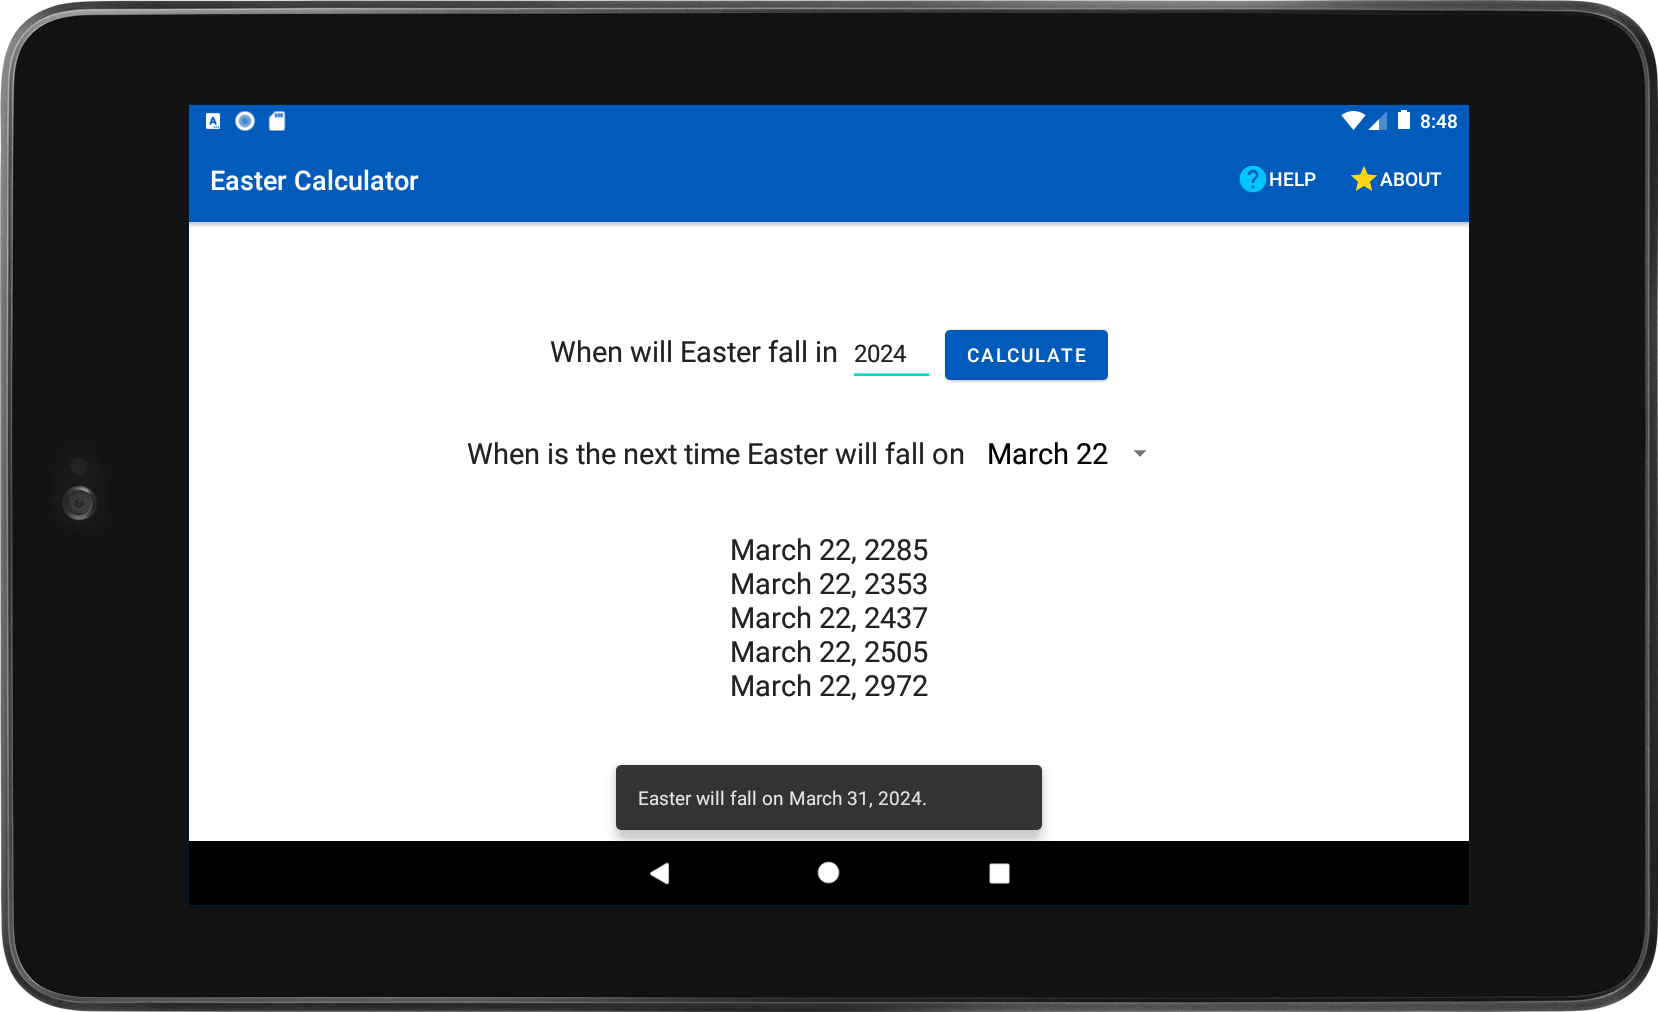 8:48
Easter Calculator
? HELP
ABOUT
When will Easter fall in 2024 CALCULATE
When is the next time Easter will fall on March 22
March 22, 2285
March 22, 2353
March 22, 2437
March 22, 2505
March 22, 2972
Easter will fall on March 31, 2024.